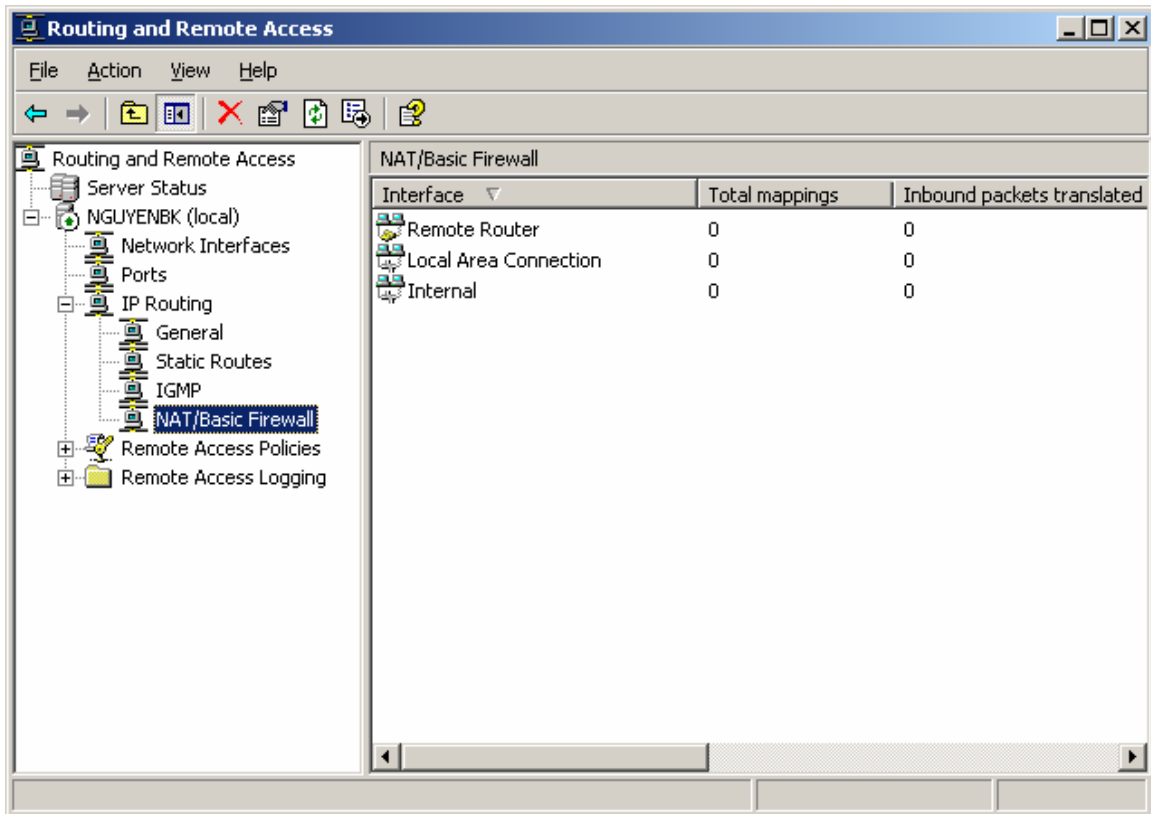 Routing and Remote Access
File Action View Help
Routing and Remote Access
Server Status
NGUYENBK (local)
Network Interfaces
Ports
IP Routing
General
Static Routes
IGMP
NAT/Basic Firewall
Remote Access Policies
Remote Access Logging
NAT/Basic Firewall
Interface Total mappings Inbound packets translated
Remote Router 0 0
Local Area Connection 0 0
Internal 0 0